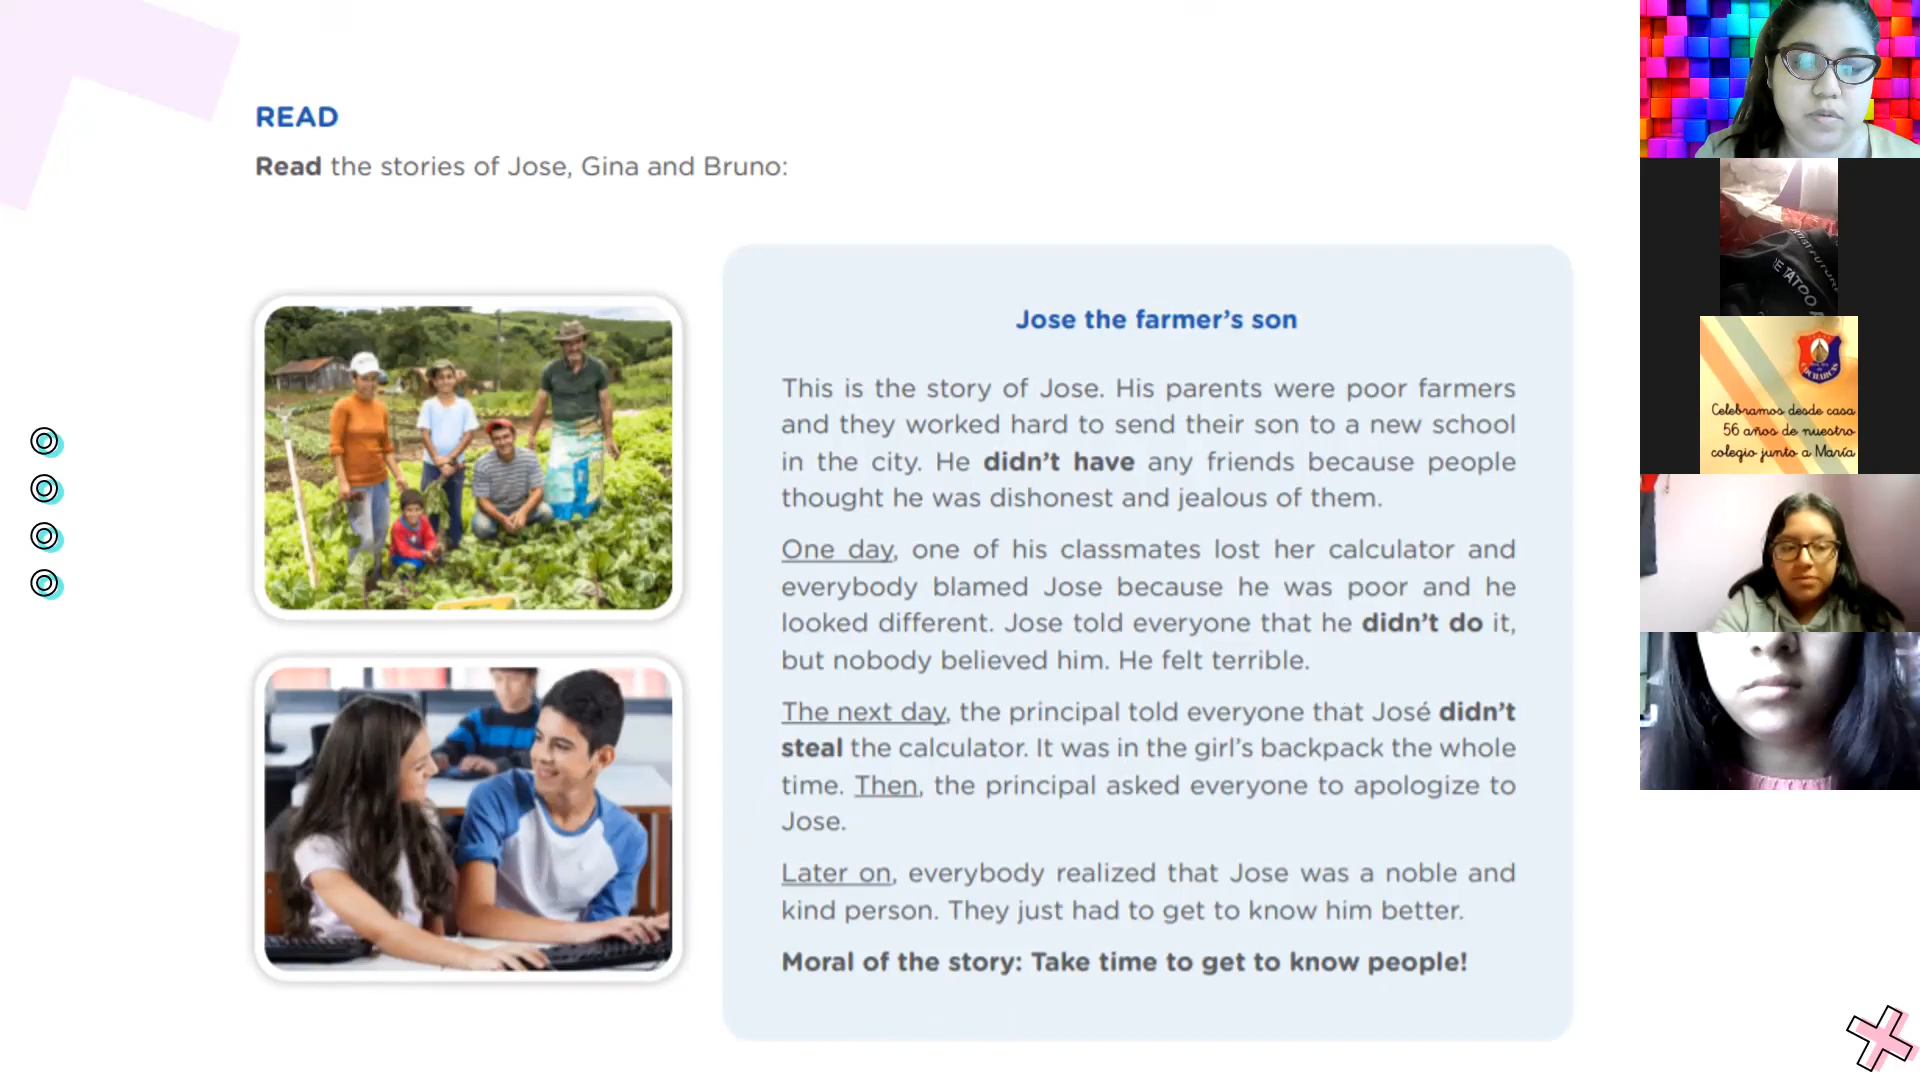 READ
Read the stories of Jose, Gina and Bruno:
Jose the farmer's son
This is the story of Jose. His parents were poor farmers
and they worked hard to send their son to a new school
in the city. He didn't have any friends because people
thought he was dishonest and jealous of them.
One day, one of his classmates lost her calculator and
everybody blamed Jose because he was poor and he
looked different. Jose told everyone that he didn't do it,
but nobody believed him. He felt terrible.
The next day, the principal told everyone that José didn't
steal the calculator. It was in the girl's backpack the whole
time. Then, the principal asked everyone to apologize to
Jose.
Later on, everybody realized that Jose was a noble and
kind person. They just had to get to know him better.
Moral of the story: Take time to get to know people!
TATOO
Celebramos desde casa
56 años de nuestro
colegio junto a María